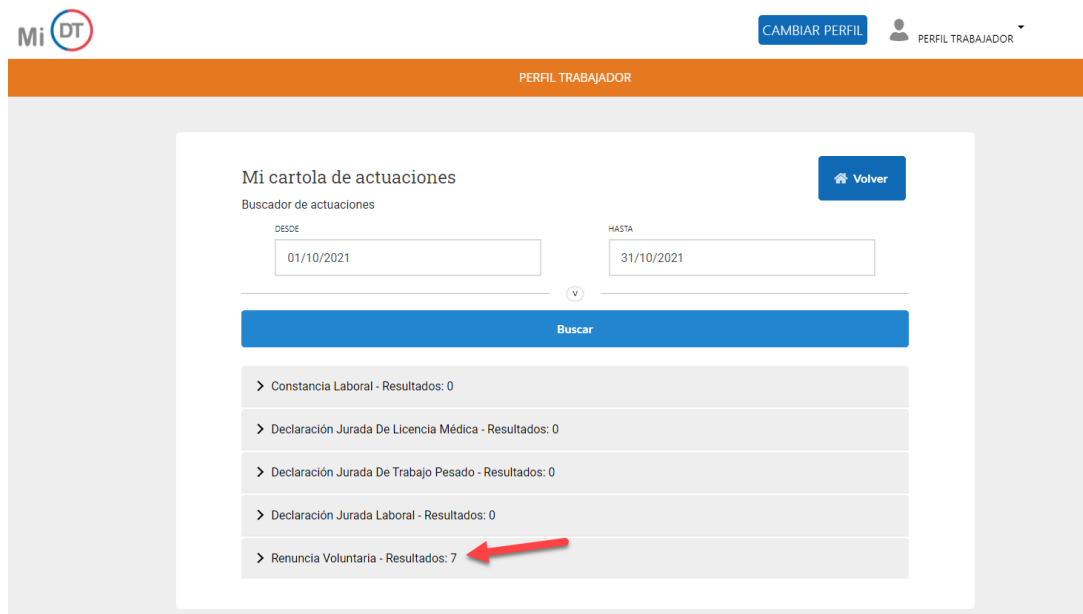 Mi DT
CAMBIAR PERFIL
PERFIL TRABAJADOR
PERFIL TRABAJADOR
Mi cartola de actuaciones
Volver
Buscador de actuaciones
DESDE
HASTA
01/10/2021
31/10/2021
v
Buscar
Constancia Laboral - Resultados: 0
Declaración Jurada De Licencia Médica - Resultados: 0
Declaración Jurada De Trabajo Pesado - Resultados: 0
Declaración Jurada Laboral - Resultados: 0
Renuncia Voluntaria - Resultados: 7